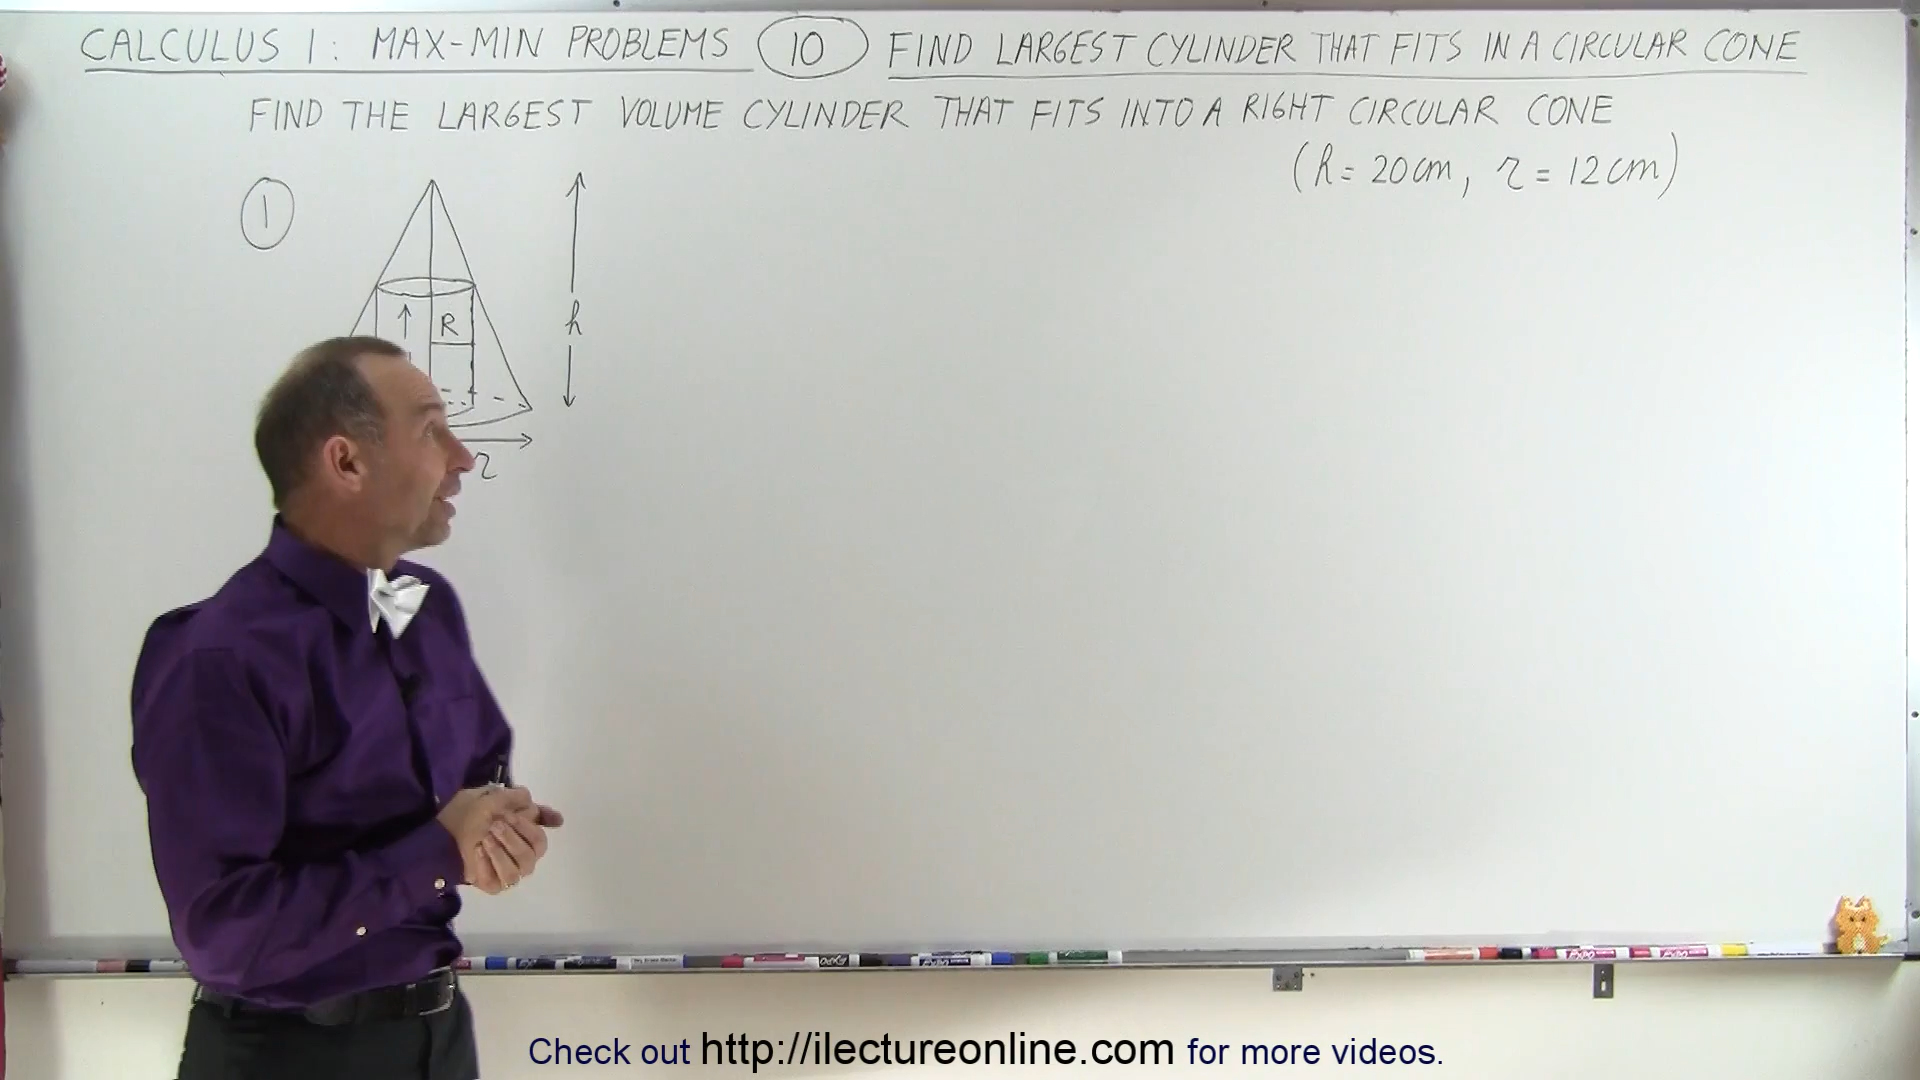 CALCULUS 1: MAX-MIN PROBLEMS 10 FIND LARGEST CYLINDER THAT FITS IN A CIRCULAR CONE
FIND THE LARGEST VOLUME CYLINDER THAT FITS INTO A RIGHT CIRCULAR CONE
(h = 20cm, r = 12cm)
1
R
h
r
Check out http://ilectureonline.com for more videos.